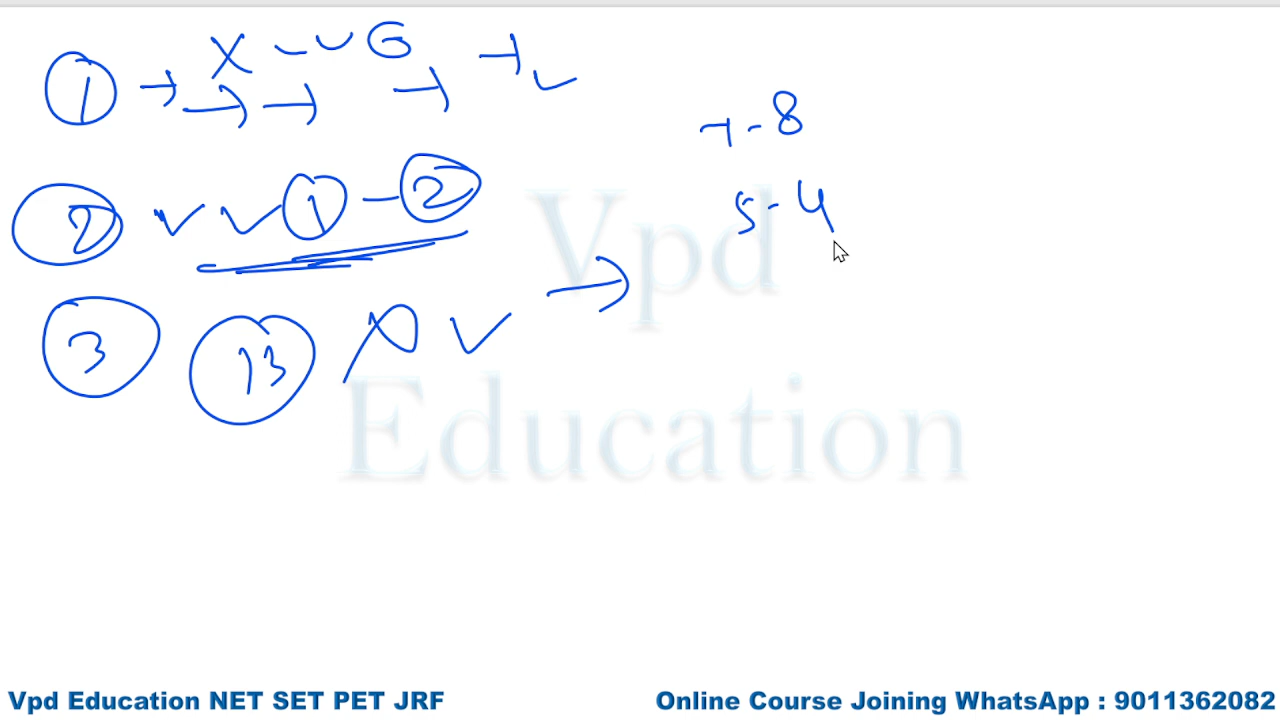 ① → X - UG
→ → → ✓
② ✓ ✓ ① - ②
③ 13 ✓ →
- 8
5 - 4
Vpd
Education
Vpd Education NET SET PET JRF
Online Course Joining WhatsApp : 9011362082